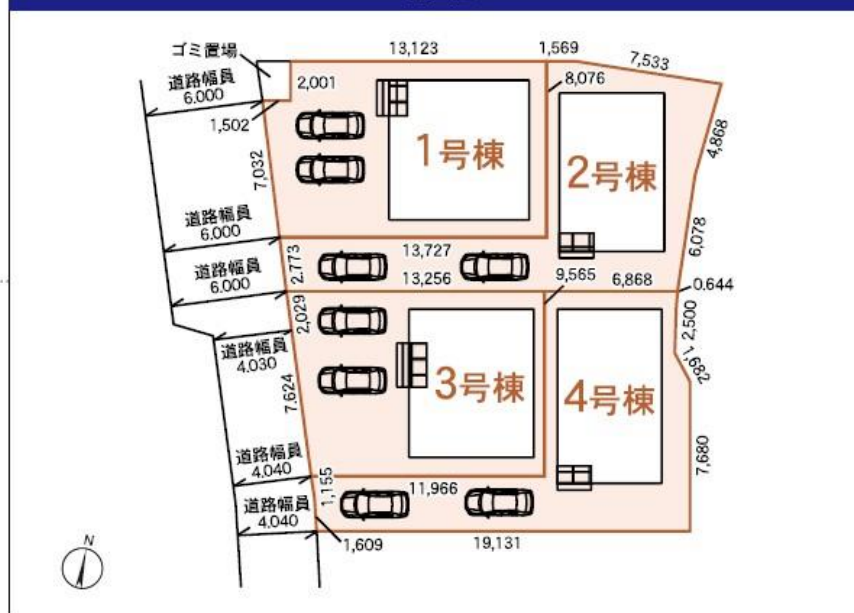 ゴミ置場
13,123
1,569
7,533
道路幅員
6.000
2,001
8,076
1,502
4,868
1号棟
2号棟
7,032
道路幅員
6.000
6,078
13,727
2,773
道路幅員
6.000
13,256
9,565
6,868
0,644
2,029
2,500
道路幅員
4.030
1,982
3号棟
4号棟
7,624
7,680
道路幅員
4.040
1,155
11,966
道路幅員
4.040
1,609
19,131
N